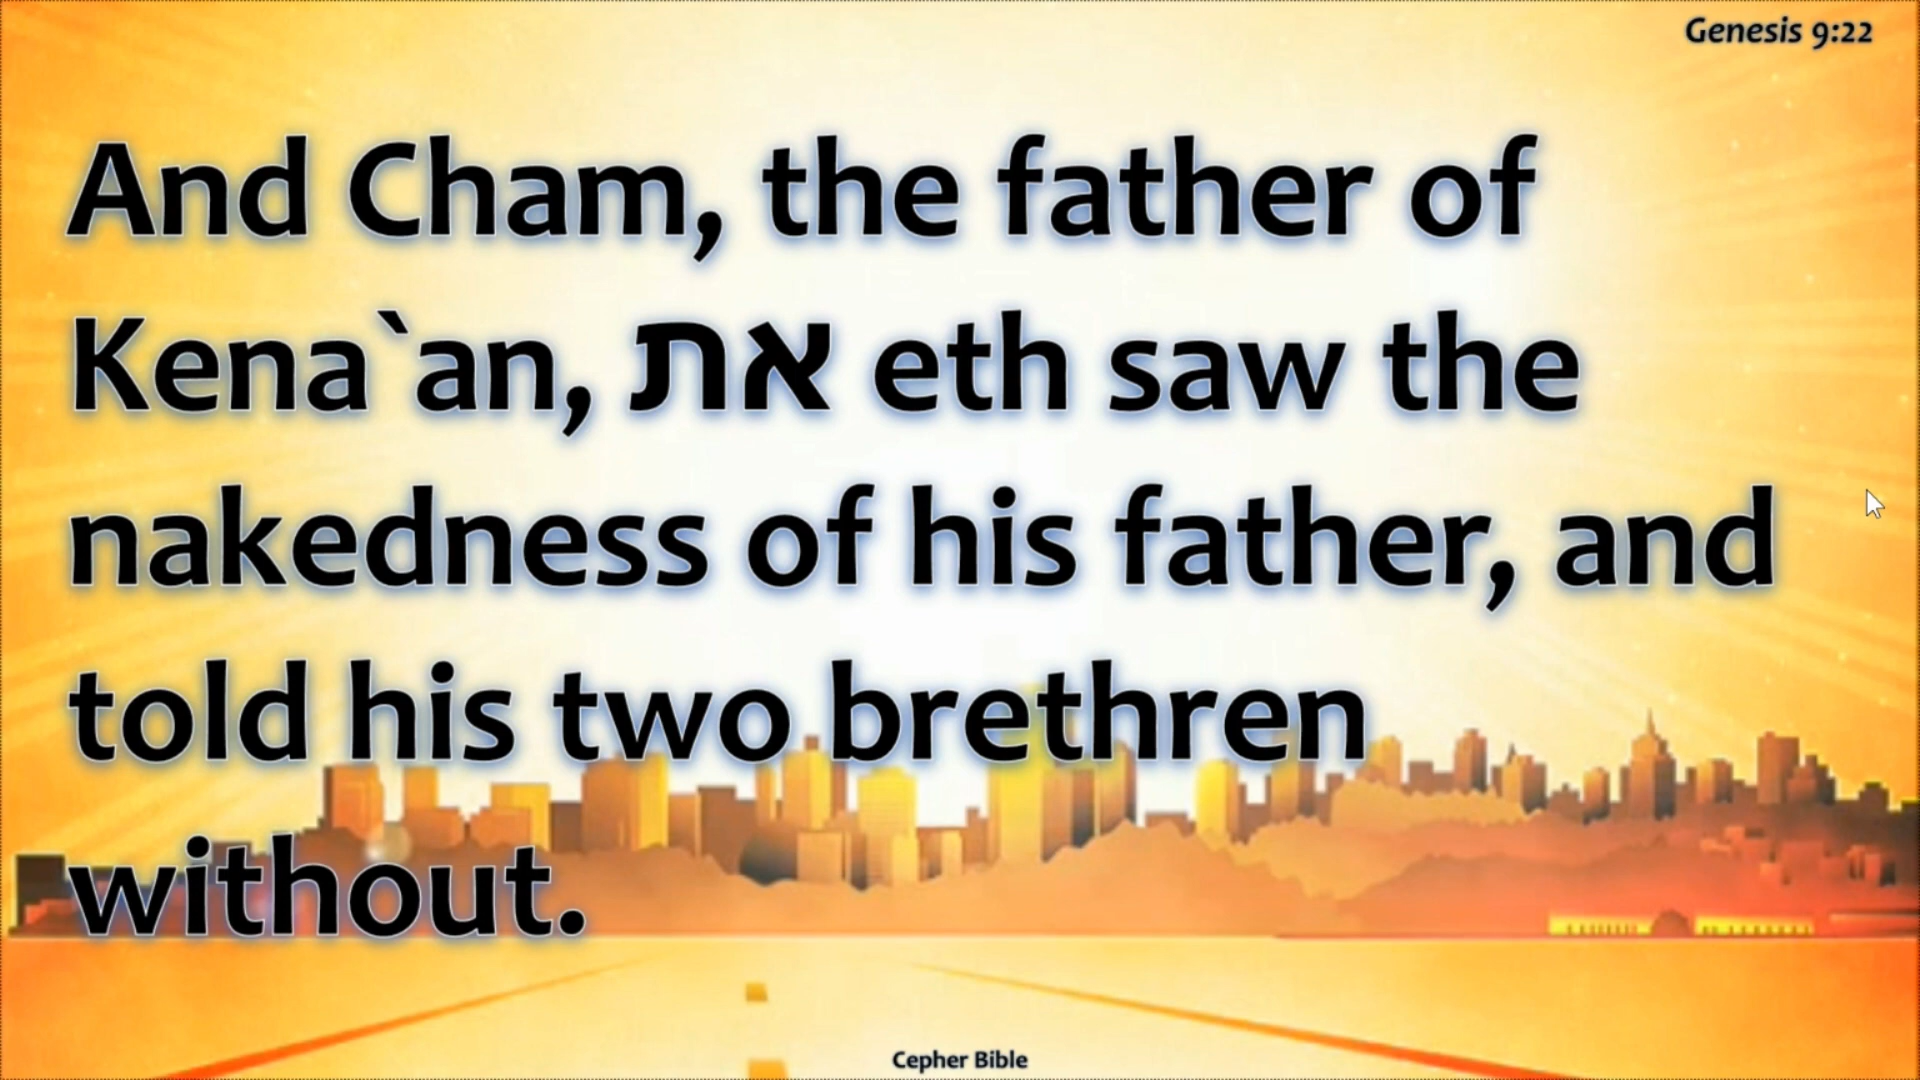 Genesis 9:22
And Cham, the father of
Kena`an, את eth saw the
nakedness of his father, and
told his two brethren
without.
Cepher Bible